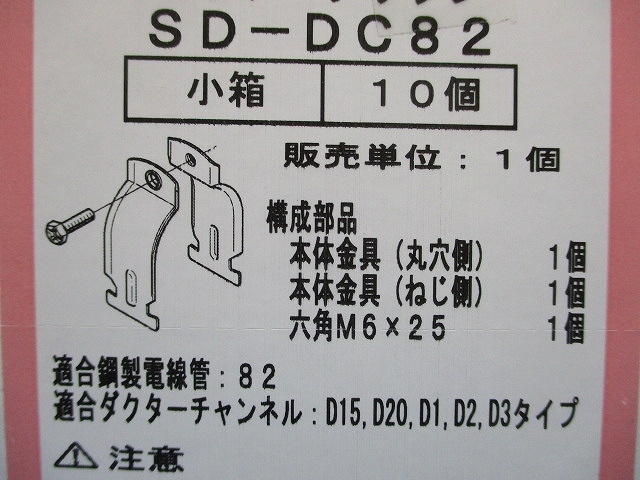 SD-DC82
小箱 10個
販売単位：1個
構成部品
本体金具（丸穴側） 1個
本体金具（ねじ側） 1個
六角M6×25 1個
適合鋼製電線管：82
適合ダクターチャンネル：D15,D20,D1,D2,D3タイプ
注意